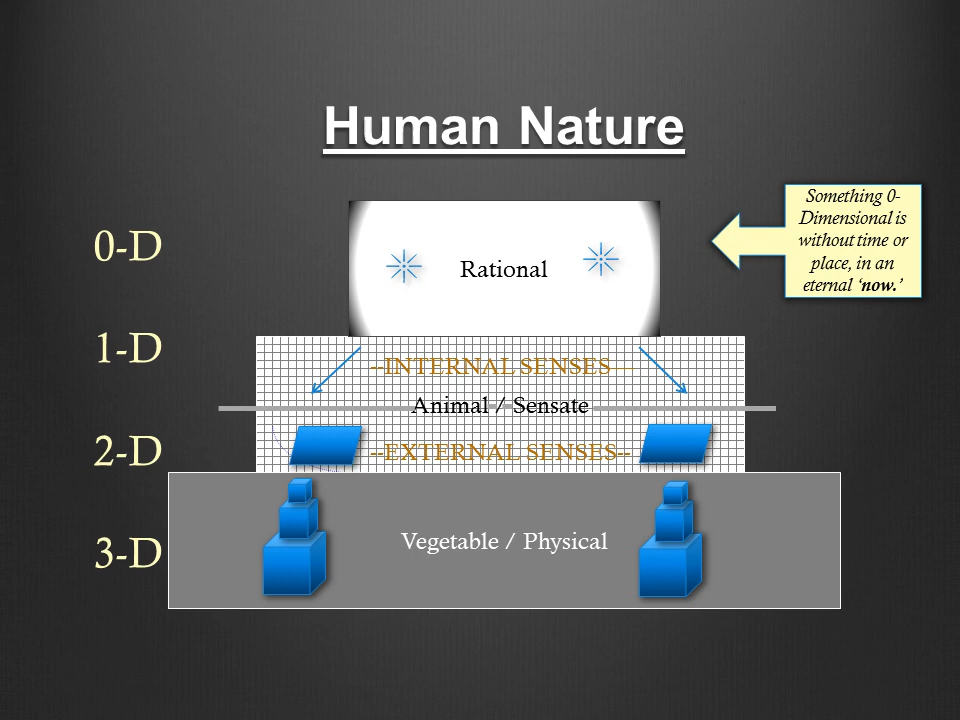 Human Nature
0-D
Something 0-
Dimensional is
without time or
place, in an
eternal ‘now.’
Rational
1-D
--INTERNAL SENSES—
Animal / Sensate
2-D
--EXTERNAL SENSES--
3-D
Vegetable / Physical